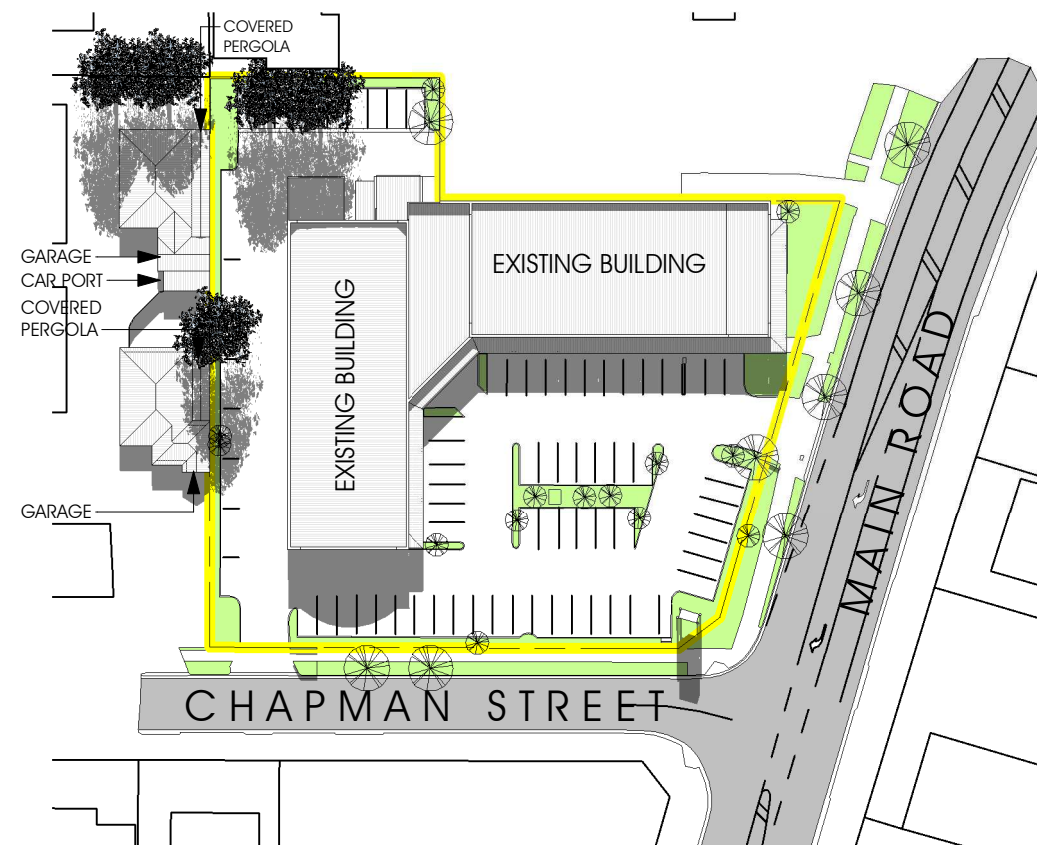 COVERED
PERGOLA
GARAGE
CAR PORT
COVERED
PERGOLA
GARAGE
EXISTING BUILDING
EXISTING BUILDING
MAIN ROAD
CHAPMAN STREET